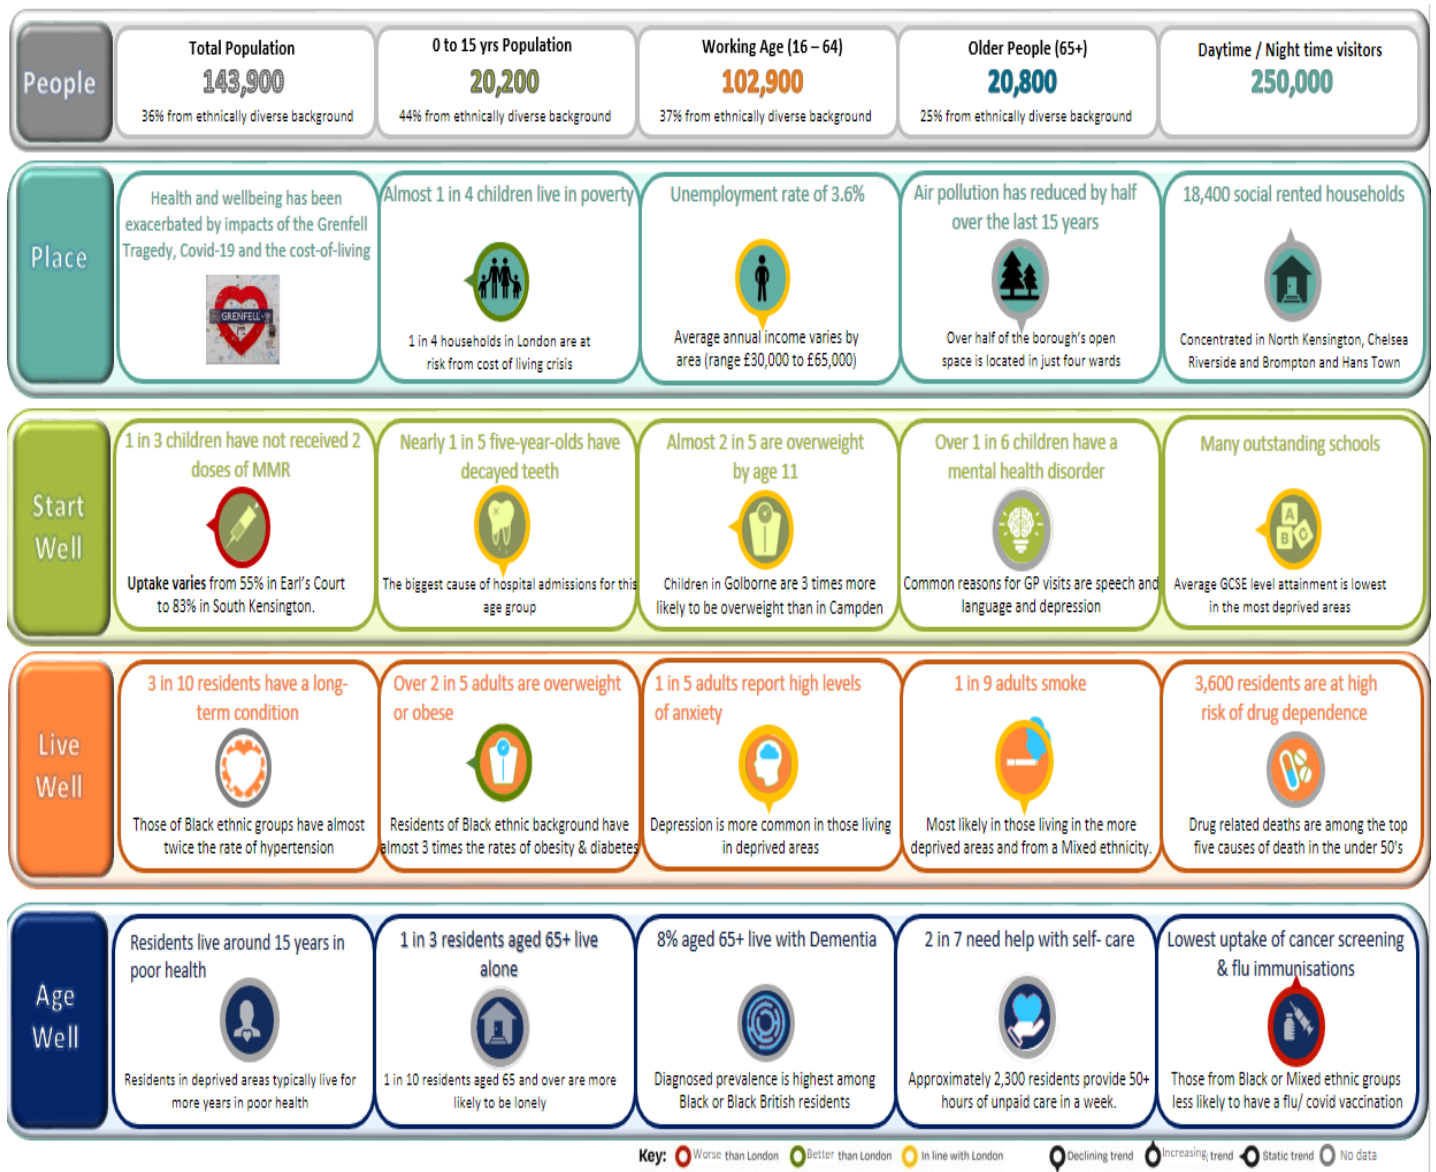 People
Total Population
143,900
36% from ethnically diverse background
0 to 15 yrs Population
20,200
44% from ethnically diverse background
Working Age (16 – 64)
102,900
37% from ethnically diverse background
Older People (65+)
20,800
25% from ethnically diverse background
Daytime / Night time visitors
250,000
Place
Health and wellbeing has been
exacerbated by impacts of the Grenfell
Tragedy, Covid-19 and the cost-of-living
GRENFELL
Almost 1 in 4 children live in poverty
1 in 4 households in London are at
risk from cost of living crisis
Unemployment rate of 3.6%
Average annual income varies by
area (range £30,000 to £65,000)
Air pollution has reduced by half
over the last 15 years
Over half of the borough's open
space is located in just four wards
18,400 social rented households
Concentrated in North Kensington, Chelsea
Riverside and Brompton and Hans Town
Start
Well
1 in 3 children have not received 2
doses of MMR
Uptake varies from 55% in Earl's Court
to 83% in South Kensington.
Nearly 1 in 5 five-year-olds have
decayed teeth
The biggest cause of hospital admissions for this
age group
Almost 2 in 5 are overweight
by age 11
Children in Golborne are 3 times more
likely to be overweight than in Campden
Over 1 in 6 children have a
mental health disorder
Common reasons for GP visits are speech and
language and depression
Many outstanding schools
A
B C
Average GCSE level attainment is lowest
in the most deprived areas
Live
Well
3 in 10 residents have a long-
term condition
Those of Black ethnic groups have almost
twice the rate of hypertension
Over 2 in 5 adults are overweight
or obese
Residents of Black ethnic background have
almost 3 times the rates of obesity & diabetes
1 in 5 adults report high levels
of anxiety
Depression is more common in those living
in deprived areas
1 in 9 adults smoke
Most likely in those living in the more
deprived areas and from a Mixed ethnicity.
3,600 residents are at high
risk of drug dependence
Drug related deaths are among the top
five causes of death in the under 50's
Age
Well
Residents live around 15 years in
poor health
Residents in deprived areas typically live for
more years in poor health
1 in 3 residents aged 65+ live
alone
1 in 10 residents aged 65 and over are more
likely to be lonely
8% aged 65+ live with Dementia
Diagnosed prevalence is highest among
Black or Black British residents
2 in 7 need help with self- care
Approximately 2,300 residents provide 50+
hours of unpaid care in a week.
Lowest uptake of cancer screening
& flu immunisations
Those from Black or Mixed ethnic groups
less likely to have a flu/ covid vaccination
Key: Worse than London Better than London In line with London Declining trend Increasing trend Static trend No data